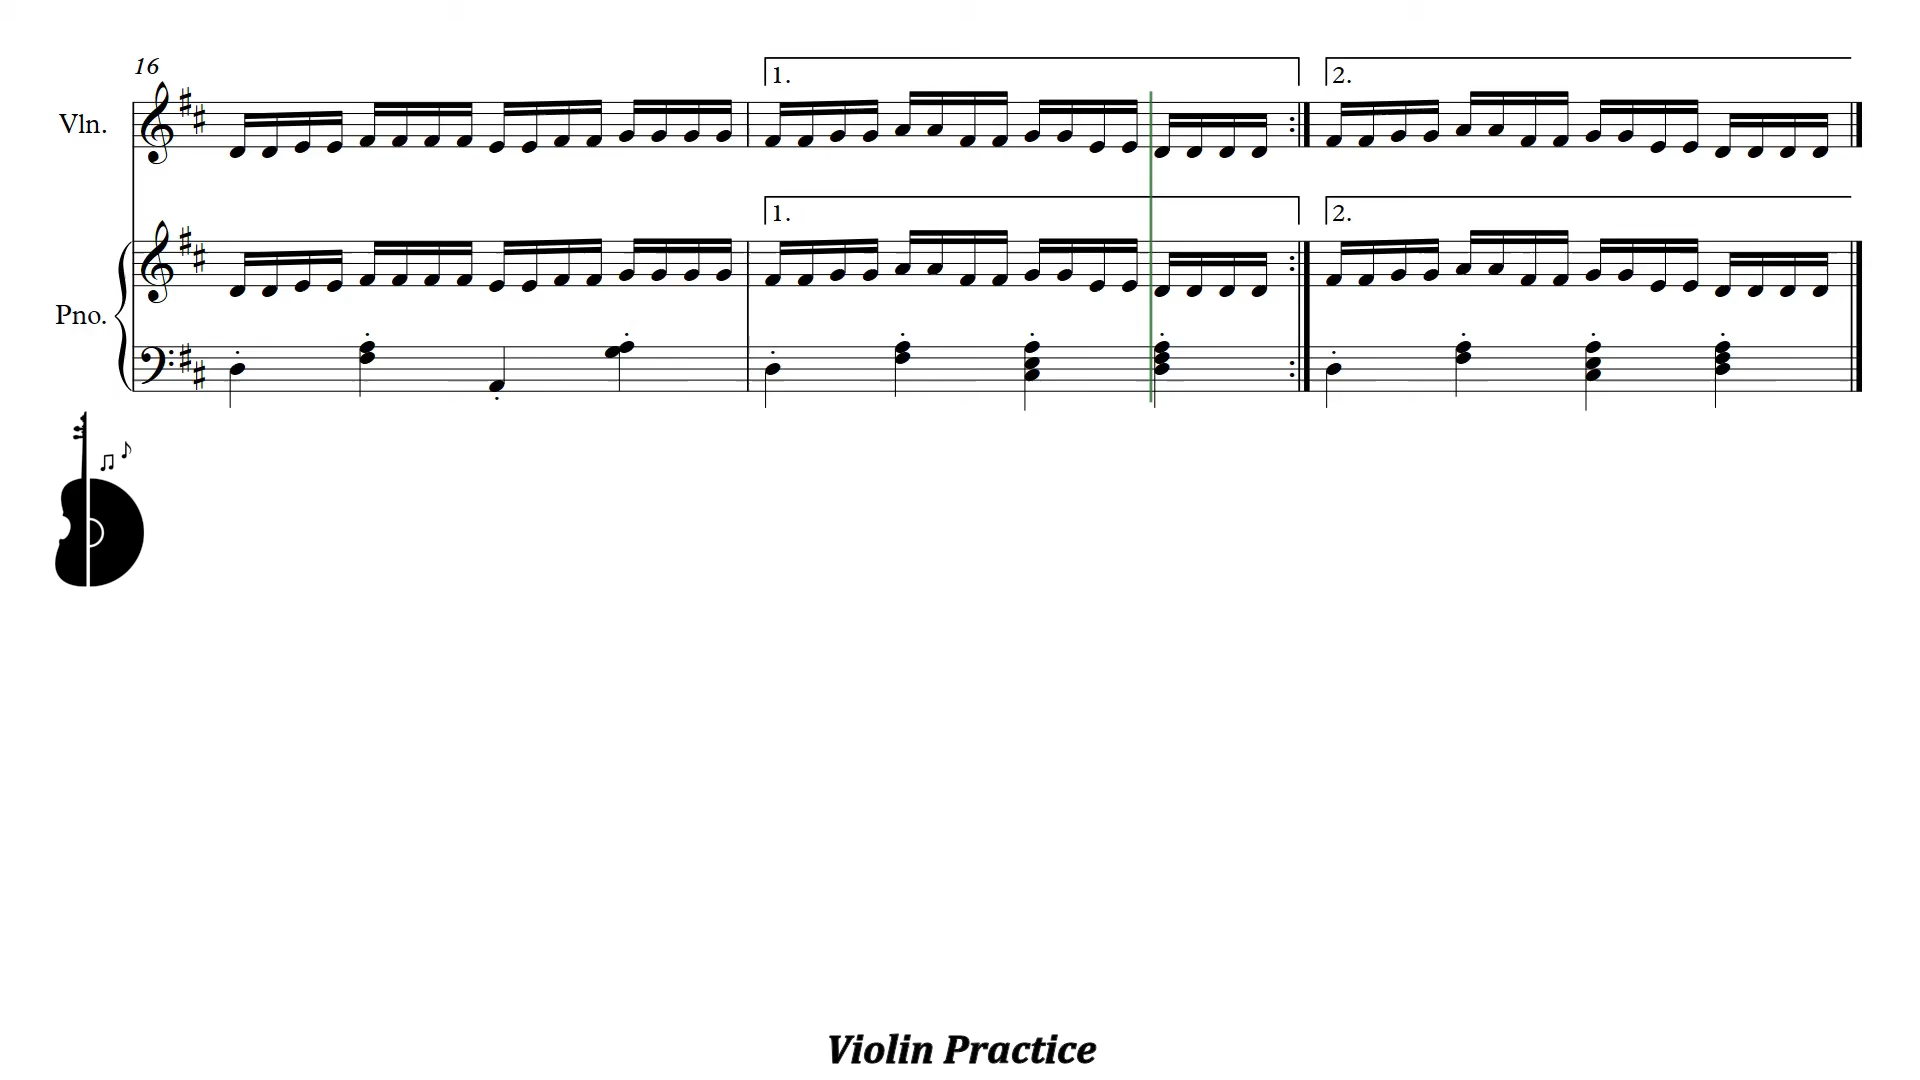 16
1. 2.
Vln.
1. 2.
Pno.
Violin Practice